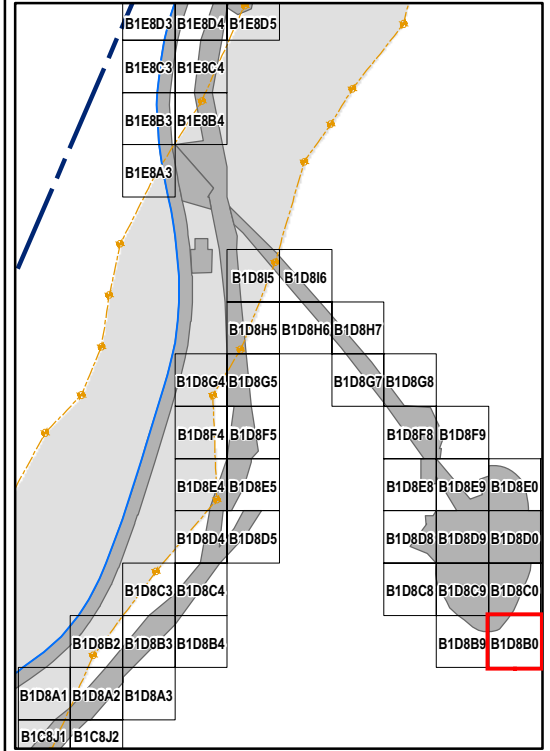 B1E8D3 B1E8D4 B1E8D5
B1E8C3 B1E8C4
B1E8B3 B1E8B4
B1E8A3
B1D8I5 B1D8I6
B1D8H5 B1D8H6 B1D8H7
B1D8G4 B1D8G5 B1D8G7 B1D8G8
B1D8F4 B1D8F5 B1D8F8 B1D8F9
B1D8E4 B1D8E5 B1D8E8 B1D8E9 B1D8E0
B1D8D4 B1D8D5 B1D8D8 B1D8D9 B1D8D0
B1D8C3 B1D8C4 B1D8C8 B1D8C9 B1D8C0
B1D8B2 B1D8B3 B1D8B4 B1D8B9 B1D8B0
B1D8A1 B1D8A2 B1D8A3
B1C8J1 B1C8J2